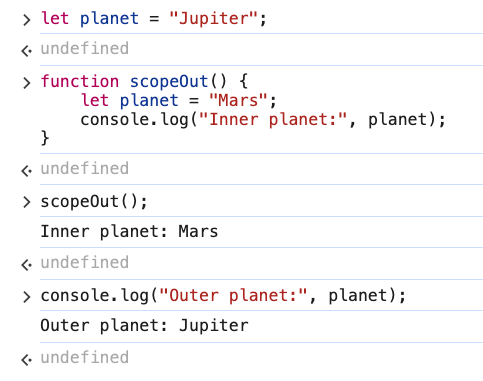 > let planet = "Jupiter";
undefined
> function scopeOut() {
    let planet = "Mars";
    console.log("Inner planet:", planet);
}
undefined
> scopeOut();
Inner planet: Mars
undefined
> console.log("Outer planet:", planet);
Outer planet: Jupiter
undefined